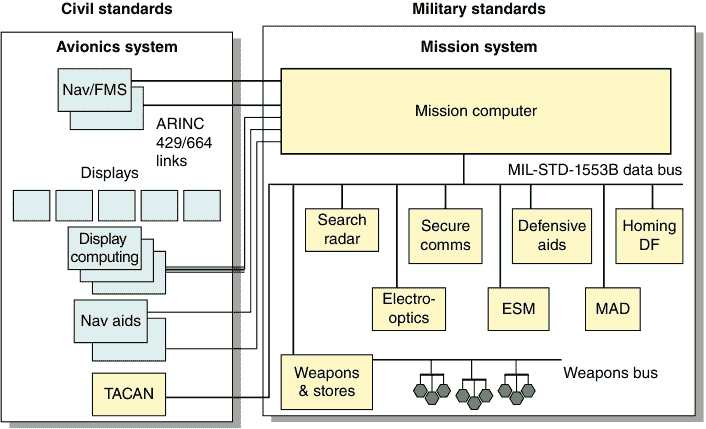 Civil standards
Military standards
Avionics system
Mission system
Nav/FMS
Mission computer
ARINC
429/664
links
Displays
MIL-STD-1553B data bus
Search
radar
Secure
comms
Defensive
aids
Homing
DF
Display
computing
Electro-
optics
ESM
MAD
Nav aids
Weapons
& stores
Weapons bus
TACAN